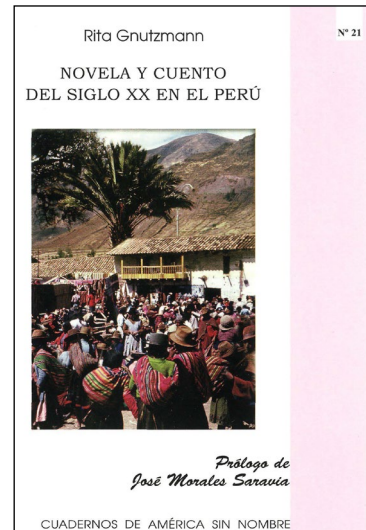 Rita Gnutzmann
Nº 21
NOVELA Y CUENTO
DEL SIGLO XX EN EL PERÚ
Prólogo de
José Morales Saravia
CUADERNOS DE AMÉRICA SIN NOMBRE